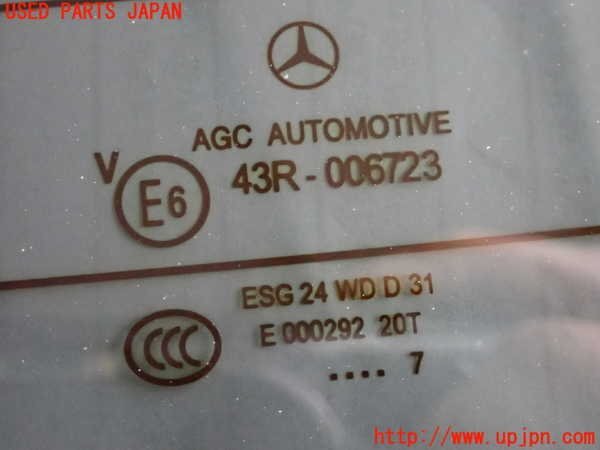 USED PARTS JAPAN
AGC AUTOMOTIVE
V
E6
43R-006723
ESG 24 WD D 31
CCC
E 000292 20T
.... 7
http://www.upjpn.com/